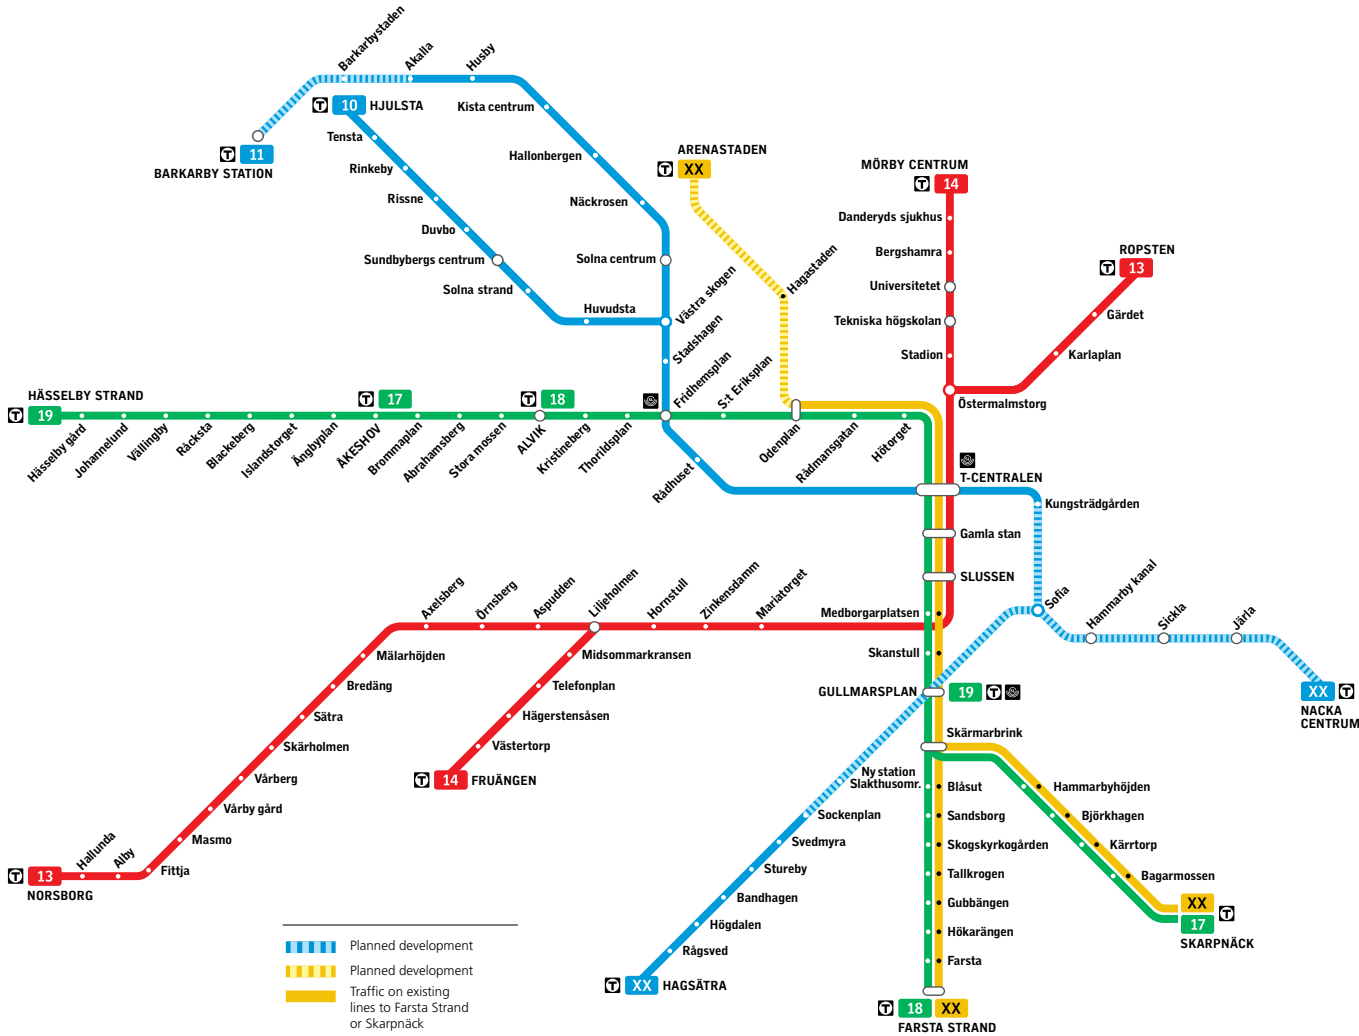 Barkarbystaden
Akalla
Husby
10 HJULSTA
Kista centrum
11
BARKARBY STATION
Tensta
Rinkeby
Rissne
Duvbo
Sundbybergs centrum
Solna strand
Huvudsta
Hallonbergen
Näckrosen
Solna centrum
Västra skogen
Stadshagen
Fridhemsplan
ARENASTADEN
XX
Hagastaden
S:t Eriksplan
MÖRBY CENTRUM
14
Danderyds sjukhus
Bergshamra
Universitetet
Tekniska högskolan
Stadion
ROPSTEN
13
Gärdet
Karlaplan
Östermalmstorg
HÄSSELBY STRAND
19
17
18
Hässelby gård
Johannelund
Vällingby
Råcksta
Blackeberg
Islandstorget
Ängbyplan
ÅKESHOV
Brommaplan
Abrahamsberg
Stora mossen
ALVIK
Kristineberg
Thorildsplan
Rådhuset
Odenplan
Rådmansgatan
Hötorget
T-CENTRALEN
Kungsträdgården
Gamla stan
SLUSSEN
Axelsberg
Örnsberg
Aspudden
Liljeholmen
Hornstull
Zinkensdamm
Mariatorget
Medborgarplatsen
Skanstull
GULLMARSPLAN
19
Sofia
Hammarby kanal
Sickla
Järla
XX
NACKA
CENTRUM
Mälarhöjden
Bredäng
Sätra
Skärholmen
Vårberg
Vårby gård
Masmo
Fittja
Alby
Hallunda
13
NORSBORG
Midsommarkransen
Telefonplan
Hägerstensåsen
Västertorp
14 FRUÄNGEN
Skärmarbrink
Ny station
Slakthusomr.
Sockenplan
Svedmyra
Stureby
Bandhagen
Högdalen
Rågsved
XX HAGSÄTRA
Blåsut
Sandsborg
Skogskyrkogården
Tallkrogen
Gubbängen
Hökarängen
Farsta
18 XX
FARSTA STRAND
Hammarbyhöjden
Björkhagen
Kärrtorp
Bagarmossen
XX
17
SKARPNÄCK
Planned development
Planned development
Traffic on existing
lines to Farsta Strand
or Skarpnäck